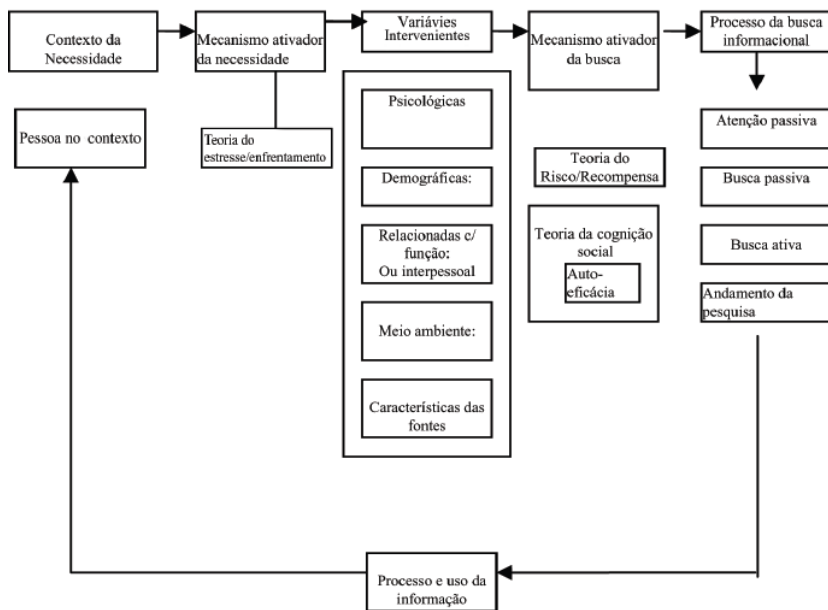 Contexto da
Necessidade
Mecanismo ativador
da necessidade
Variávies
Intervenientes
Mecanismo ativador
da busca
Processo da busca
informacional
Pessoa no contexto
Teoria do
estresse/enfrentamento
Psicológicas
Demográficas:
Relacionadas c/
função:
Ou interpessoal
Meio ambiente:
Características das
fontes
Teoria do
Risco/Recompensa
Teoria da cognição
social
Auto-
eficácia
Atenção passiva
Busca passiva
Busca ativa
Andamento da
pesquisa
Processo e uso da
informação